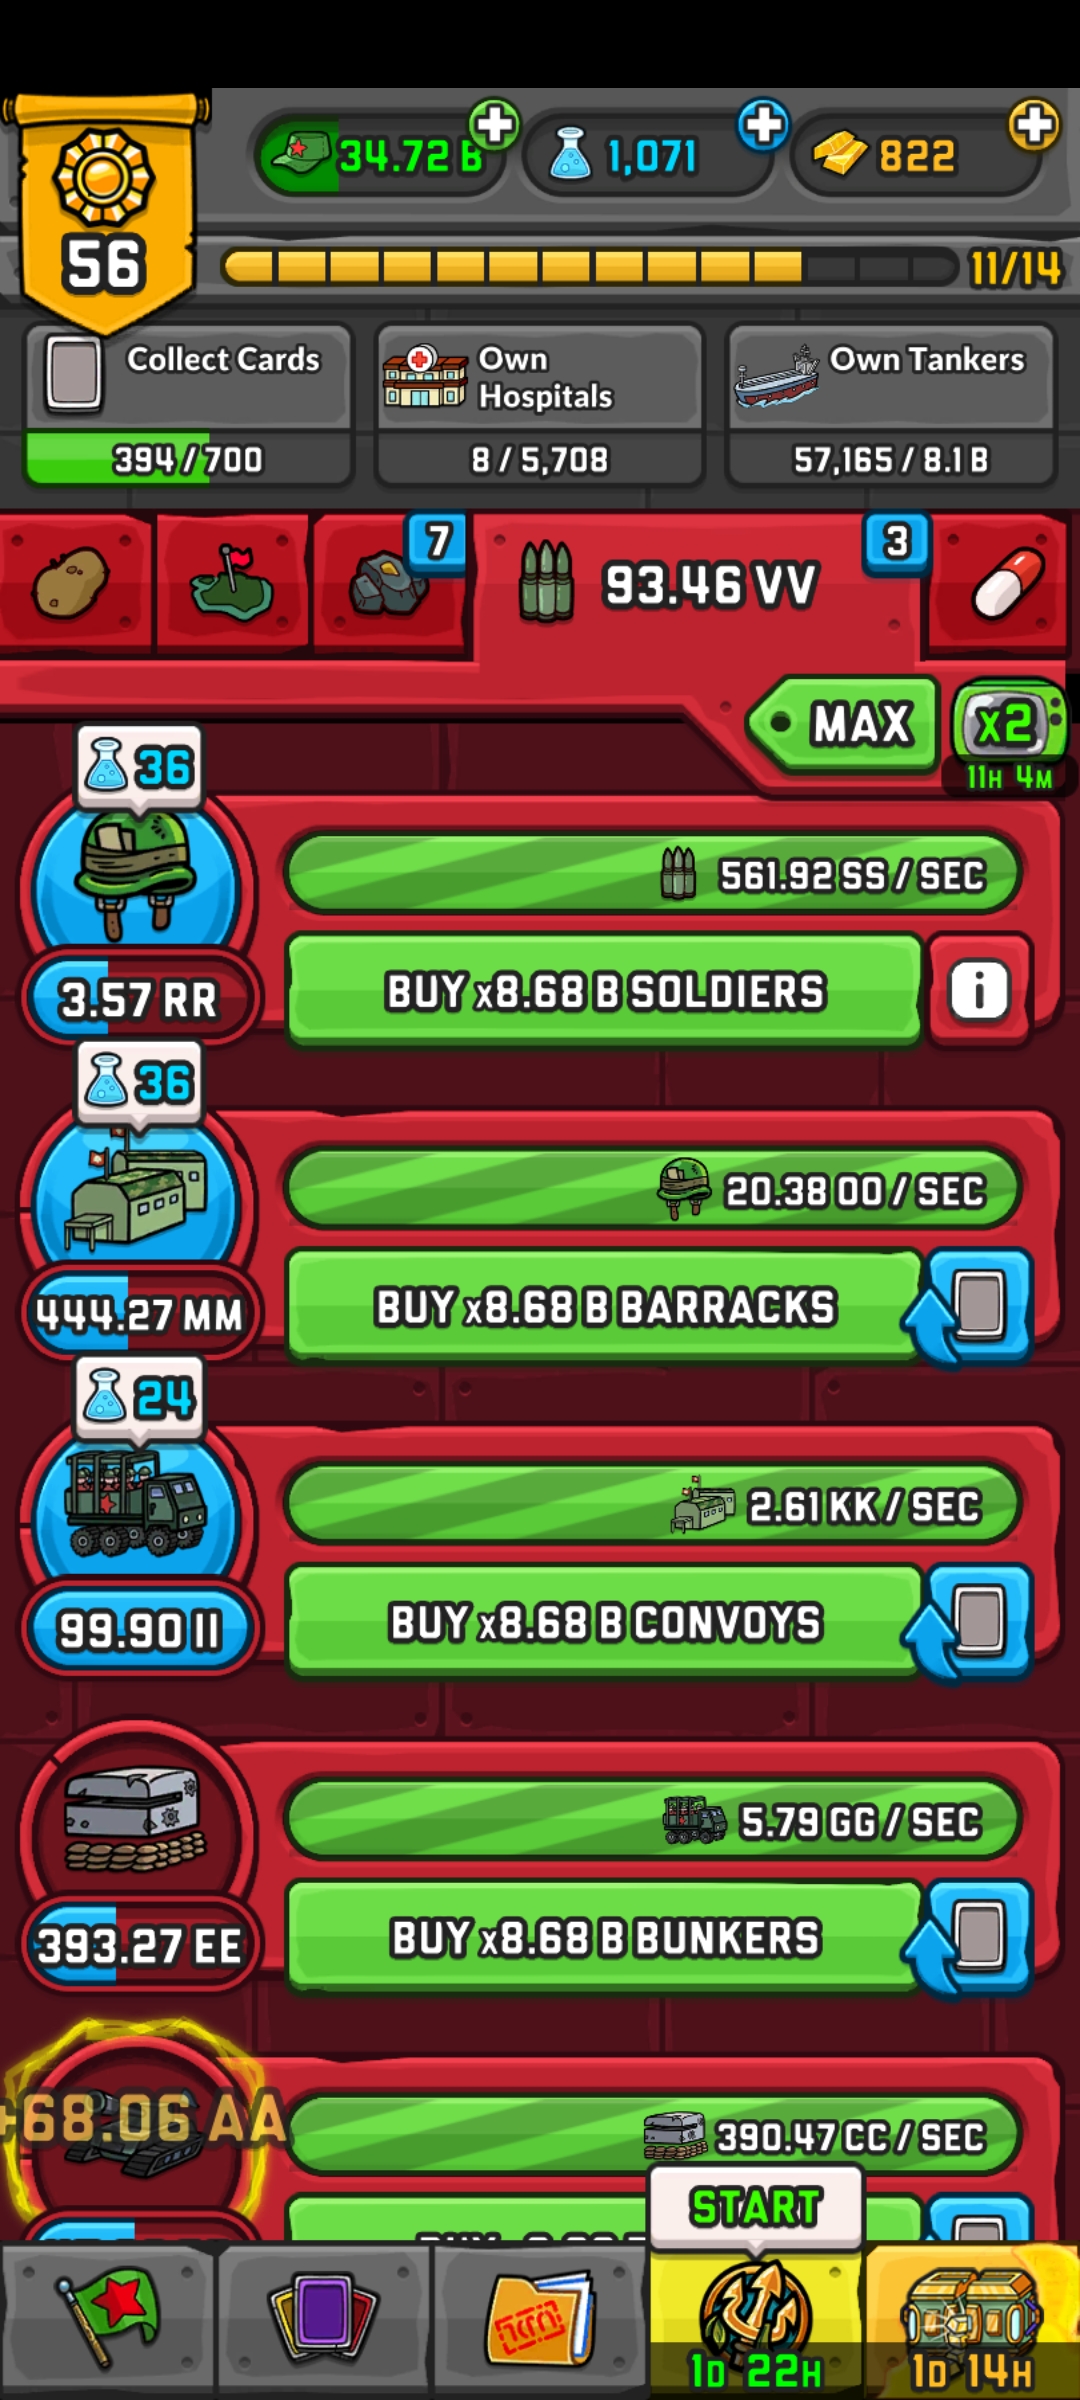 34.72 B
1,071
822
56
11/14
Collect Cards
394/700
Own
Hospitals
8/5,708
Own Tankers
57,165/8.1 B
7
93.46 VV
3
MAX
x2
11H 4M
36
561.92 SS / SEC
3.57 RR
BUY x8.68 B SOLDIERS
i
36
20.38 OO / SEC
444.27 MM
BUY x8.68 B BARRACKS
24
2.61 KK / SEC
99.90 II
BUY x8.68 B CONVOYS
5.79 GG / SEC
393.27 EE
BUY x8.68 B BUNKERS
+68.06 AA
390.47 CC / SEC
START
1D 22H
1D 14H